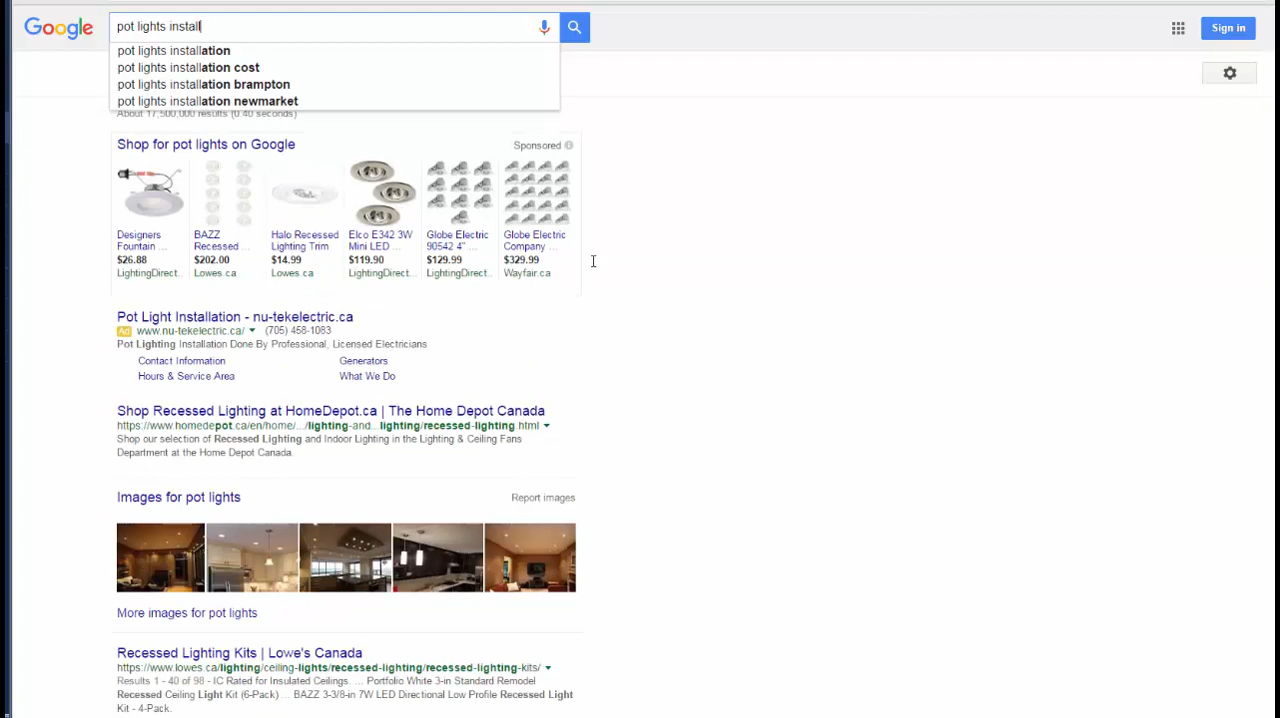 Google
pot lights install
Sign in
pot lights installation
pot lights installation cost
pot lights installation brampton
pot lights installation newmarket
About 17,500,000 results (0.40 seconds)
Shop for pot lights on Google
Sponsored
Designers Fountain ...
$26.88
LightingDirect..
BAZZ Recessed ...
$202.00
Lowes.ca
Halo Recessed Lighting Trim
$14.99
Lowes.ca
Elco E342 3W Mini LED ...
$119.90
LightingDirect..
Globe Electric 90542 4" ...
$129.99
LightingDirect..
Globe Electric Company ...
$329.99
Wayfair.ca
Pot Light Installation - nu-tekelectric.ca
Ad www.nu-tekelectric.ca/ (705) 458-1083
Pot Lighting Installation Done By Professional, Licensed Electricians
Contact Information
Generators
Hours & Service Area
What We Do
Shop Recessed Lighting at HomeDepot.ca | The Home Depot Canada
https://www.homedepot.ca/en/home/.../lighting-and.. lighting/recessed-lighting.html
Shop our selection of Recessed Lighting and Indoor Lighting in the Lighting & Ceiling Fans
Department at the Home Depot Canada.
Images for pot lights
Report images
More images for pot lights
Recessed Lighting Kits | Lowe's Canada
https://www.lowes.ca/lighting/ceiling-lights/recessed-lighting/recessed-lighting-kits/
Results 1 - 40 of 98 - IC Rated for Insulated Ceilings. ... Portfolio White 3-in Standard Remodel
Recessed Ceiling Light Kit (6-Pack) ... BAZZ 3-3/8-in 7W LED Directional Low Profile Recessed Light
Kit - 4-Pack.